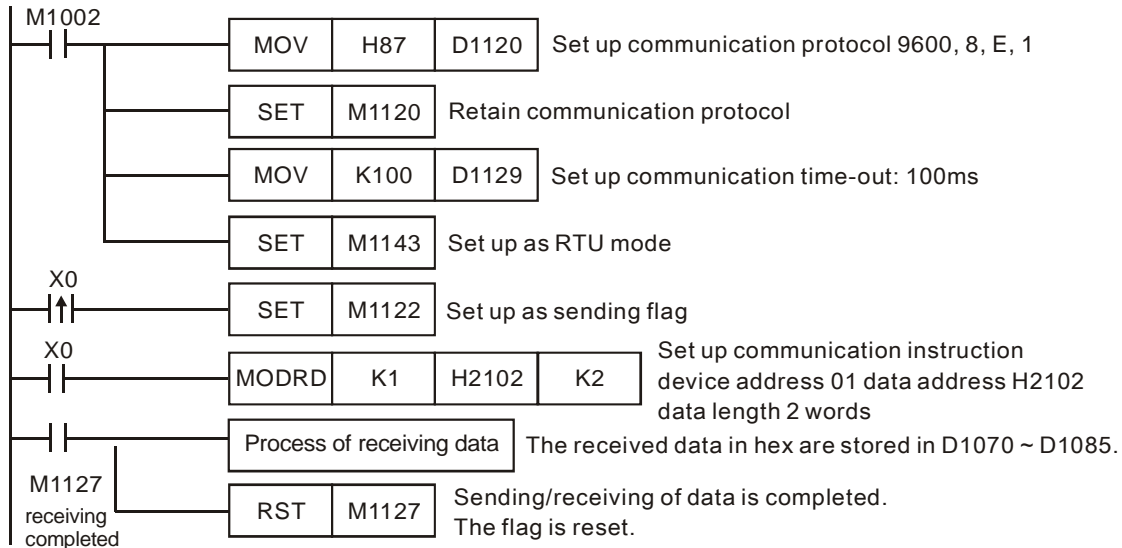 M1002
MOV H87 D1120 Set up communication protocol 9600, 8, E, 1
SET M1120 Retain communication protocol
MOV K100 D1129 Set up communication time-out: 100ms
SET M1143 Set up as RTU mode
X0
SET M1122 Set up as sending flag
X0
MODRD K1 H2102 K2
Set up communication instruction
device address 01 data address H2102
data length 2 words
Process of receiving data The received data in hex are stored in D1070 ~ D1085.
M1127
receiving
completed
RST M1127
Sending/receiving of data is completed.
The flag is reset.